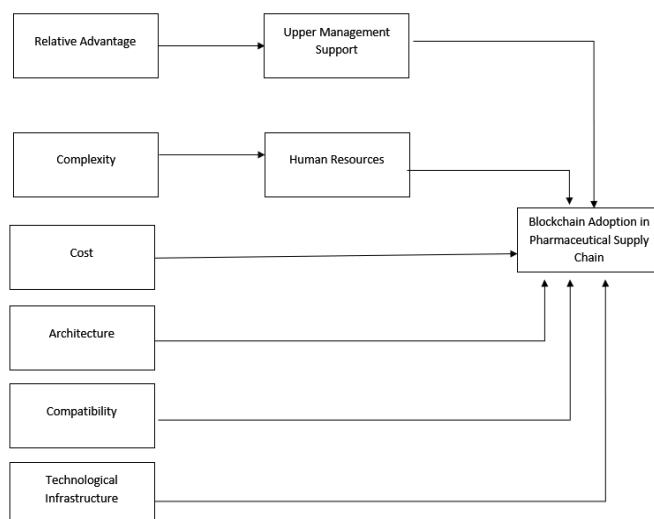 Relative Advantage
Upper Management
Support
Complexity
Human Resources
Blockchain Adoption in
Pharmaceutical Supply
Chain
Cost
Architecture
Compatibility
Technological
Infrastructure